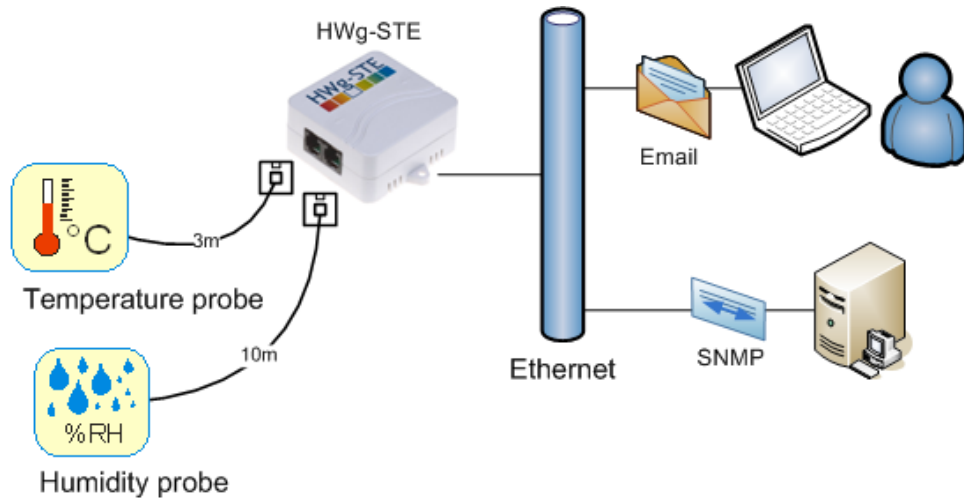 HWg-STE
HWg-STE
Email
°C
3m
Temperature probe
10m
Ethernet
SNMP
%RH
Humidity probe